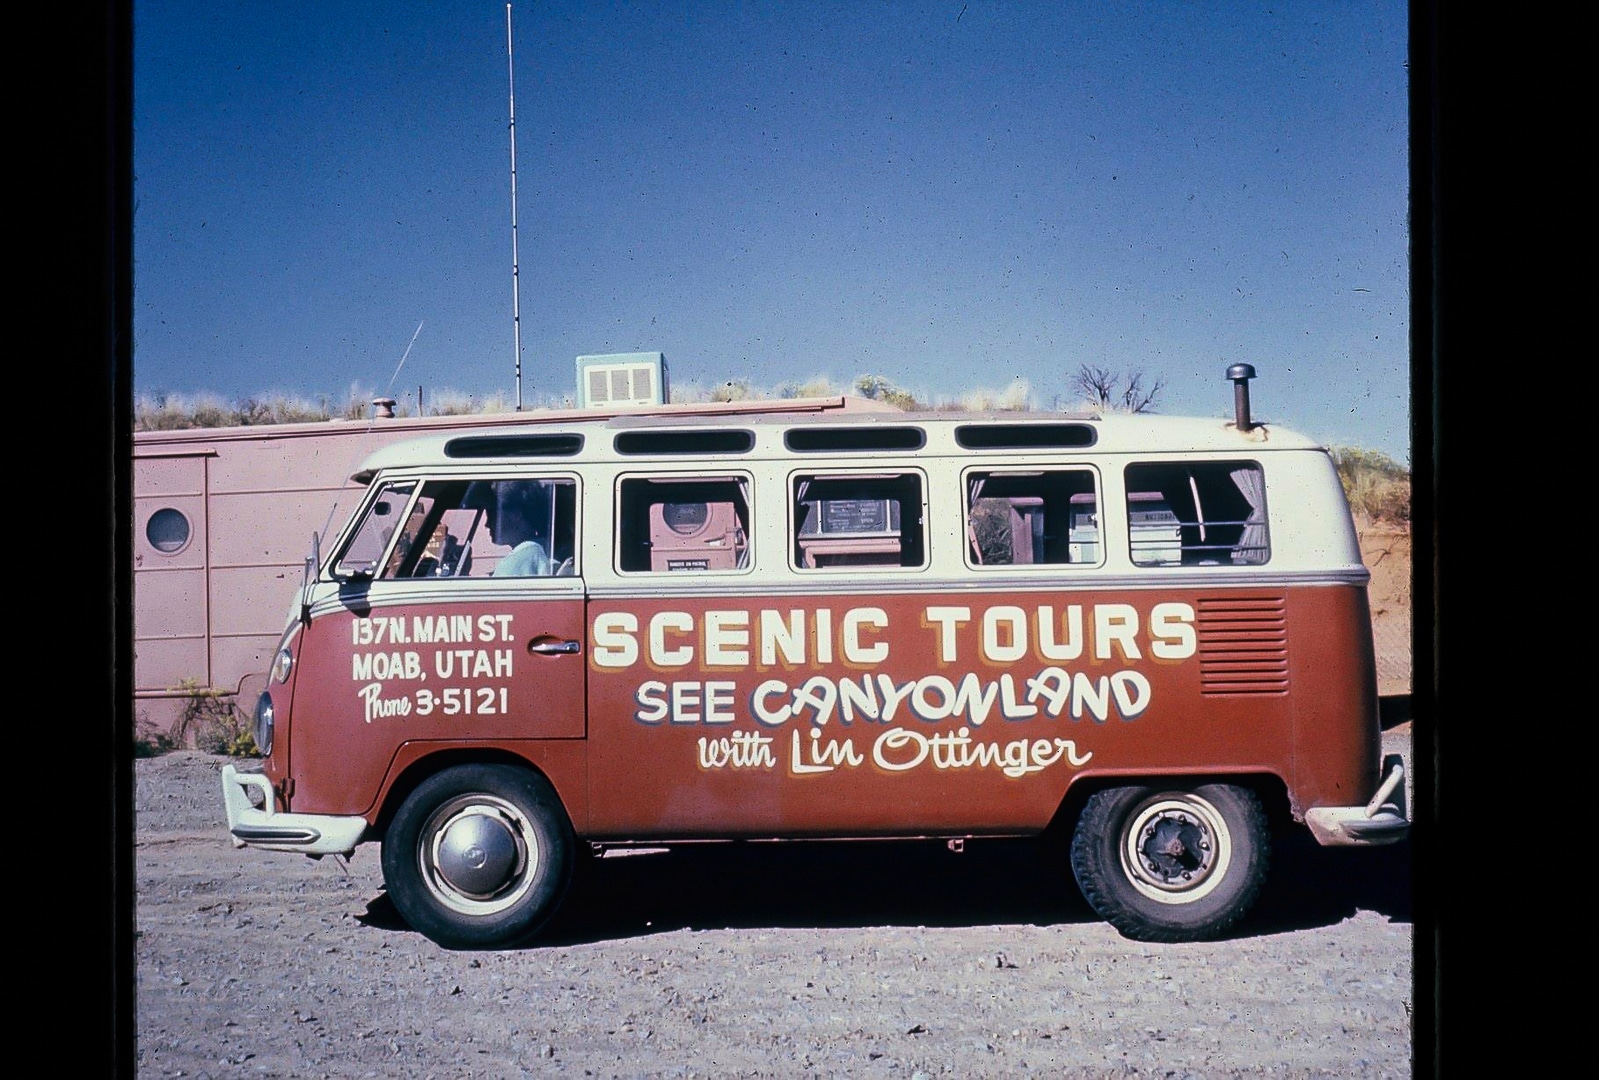 137 N. MAIN ST.
MOAB, UTAH
Phone 3·5121
SCENIC TOURS
SEE CANYONLAND
with Lin Ottinger